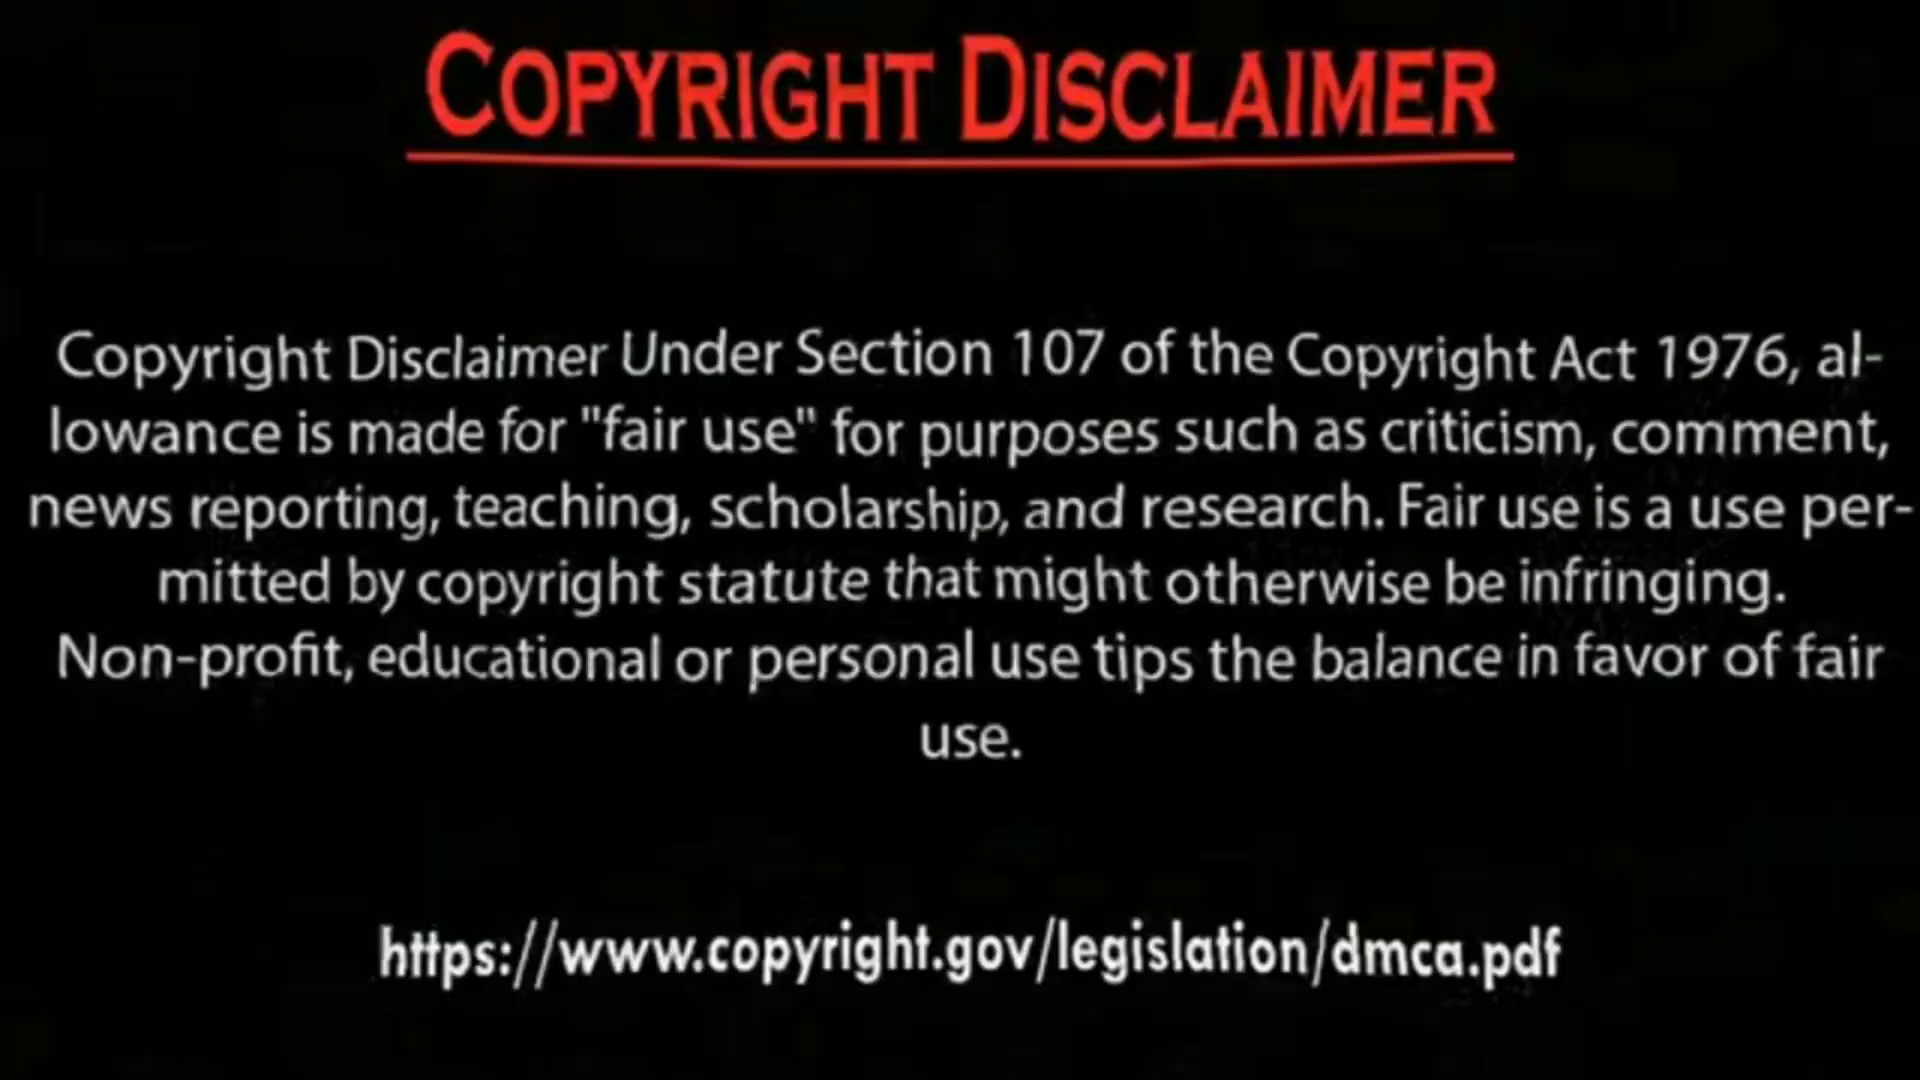 COPYRIGHT DISCLAIMER
Copyright Disclaimer Under Section 107 of the Copyright Act 1976, al-
lowance is made for "fair use" for purposes such as criticism, comment,
news reporting, teaching, scholarship, and research. Fair use is a use per-
mitted by copyright statute that might otherwise be infringing.
Non-profit, educational or personal use tips the balance in favor of fair
use.
https://www.copyright.gov/legislation/dmca.pdf